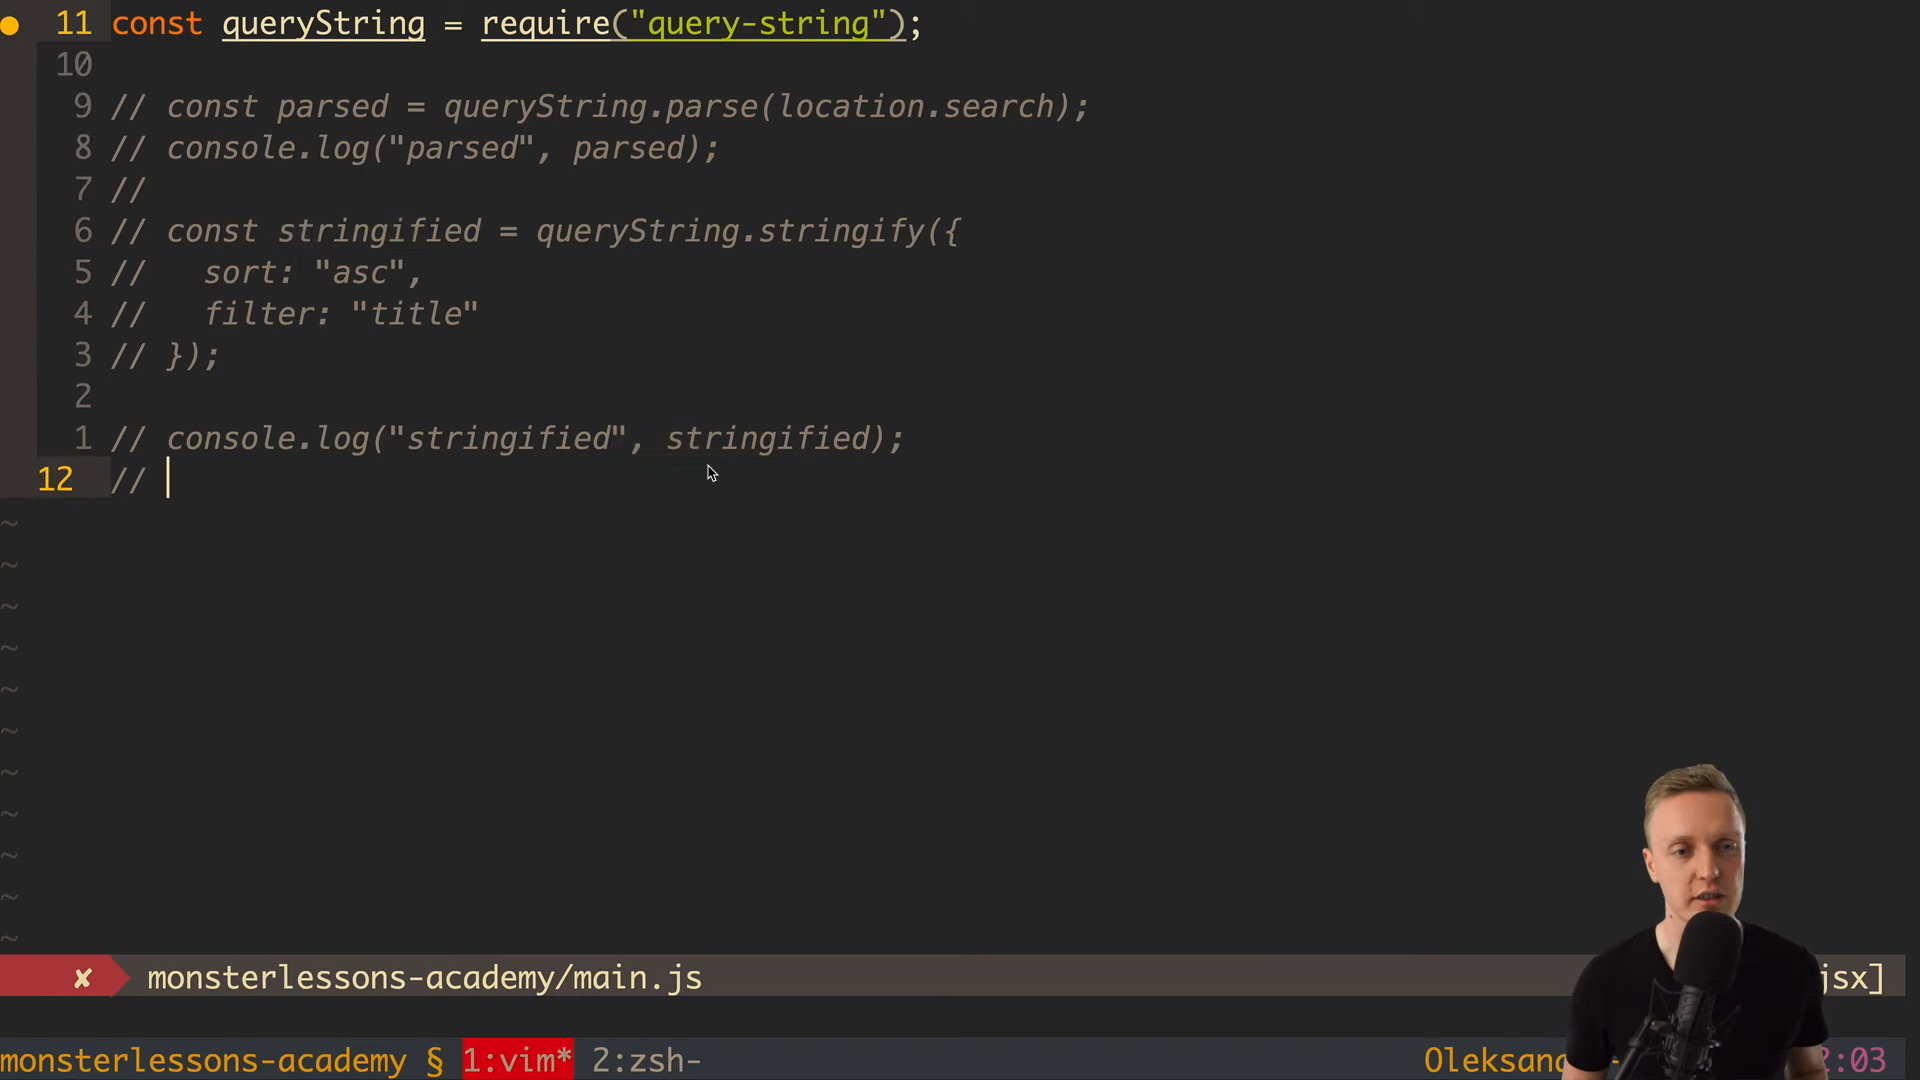 11 const queryString = require("query-string");
10
9 // const parsed = queryString.parse(location.search);
8 // console.log("parsed", parsed);
7 //
6 // const stringified = queryString.stringify({
5 //   sort: "asc",
4 //   filter: "title"
3 // });
2
1 // console.log("stringified", stringified);
12 //
~
~
~
~
~
~
~
~
~
~
~
✘ monsterlessons-academy/main.js jsx]
monsterlessons-academy § 1:vim* 2:zsh- :03